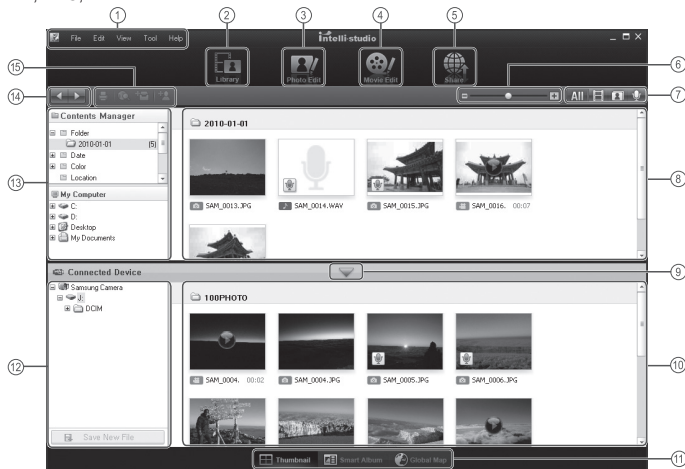 1
2
3
4
5
File Edit View Tool Help
intelli-studio
Library
Photo Edit
Movie Edit
Share
15
6
14
All
7
Contents Manager
Folder
2010-01-01 (5)
Date
Color
Location
13
My Computer
C:
D:
Desktop
My Documents
2010-01-01
SAM_0013.JPG
SAM_0014.WAV
SAM_0015.JPG
SAM_0016. 00:07
8
Connected Device
9
Samsung Camera
J:
DCIM
12
Save New File
100PHOTO
SAM_0004. 00:02
SAM_0004.JPG
SAM_0005.JPG
SAM_0006.JPG
10
Thumbnail
Smart Album
Global Map
11